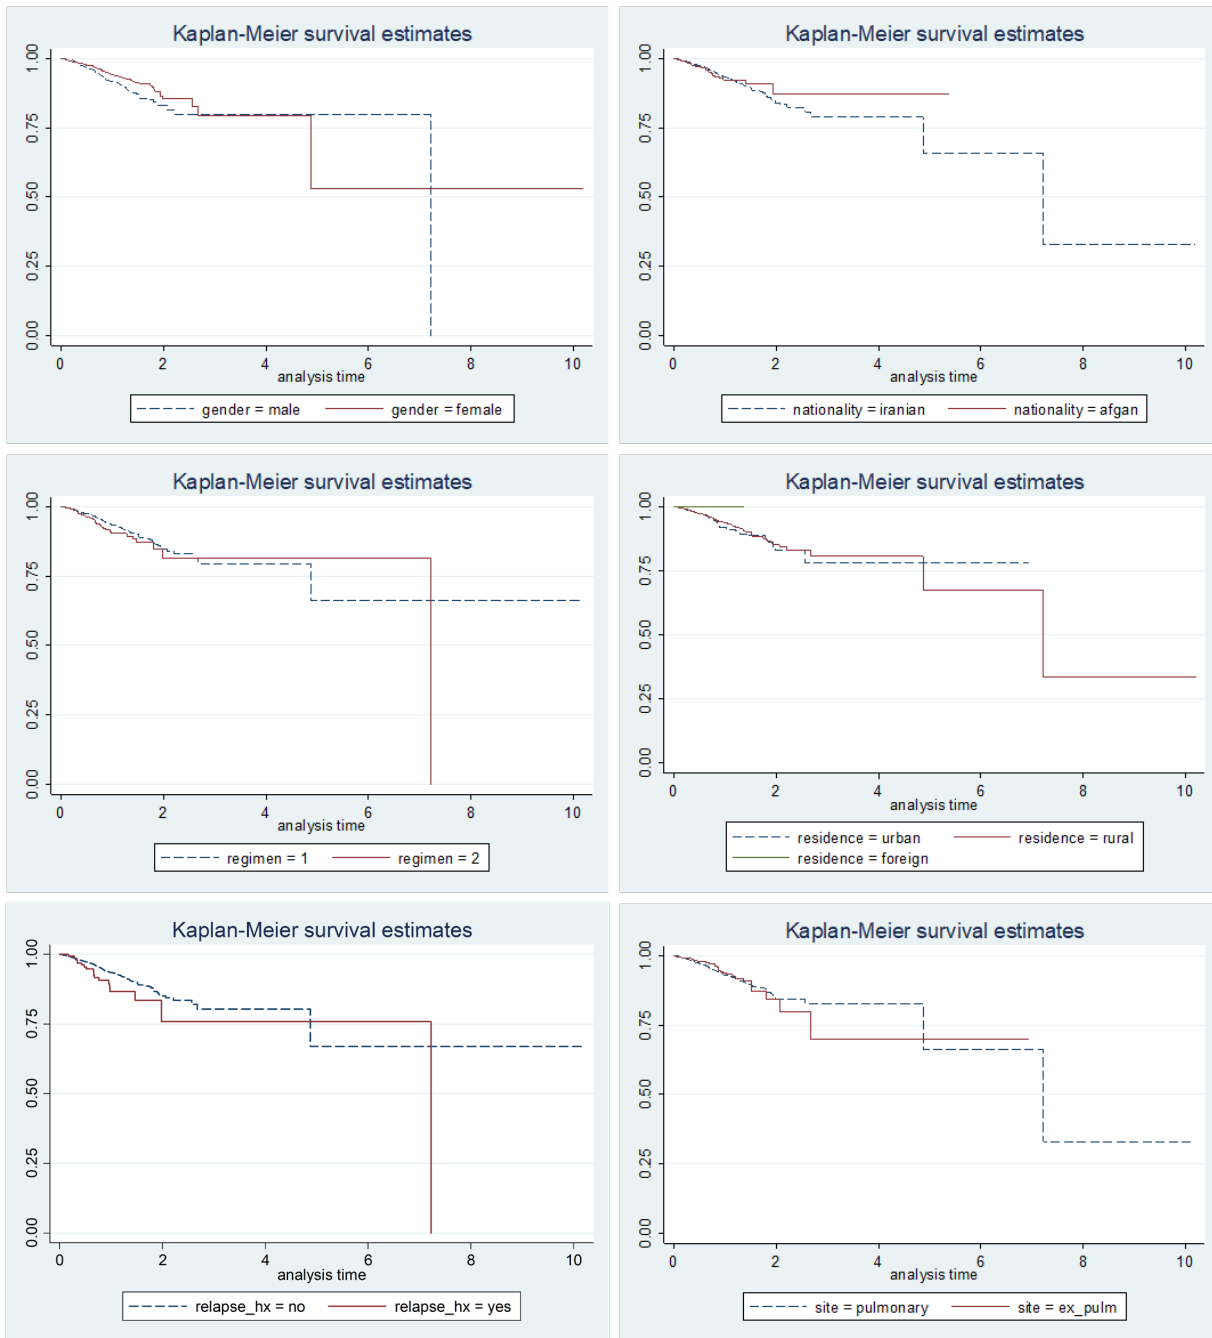 Kaplan-Meier survival estimates
1.00
0.75
0.50
0.25
0.00
0 2 4 6 8 10
analysis time
gender = male gender = female
Kaplan-Meier survival estimates
1.00
0.75
0.50
0.25
0.00
0 2 4 6 8 10
analysis time
nationality = iranian nationality = afgan
Kaplan-Meier survival estimates
1.00
0.75
0.50
0.25
0.00
0 2 4 6 8 10
analysis time
regimen = 1 regimen = 2
Kaplan-Meier survival estimates
1.00
0.75
0.50
0.25
0.00
0 2 4 6 8 10
analysis time
residence = urban residence = rural
residence = foreign
Kaplan-Meier survival estimates
1.00
0.75
0.50
0.25
0.00
0 2 4 6 8 10
analysis time
relapse_hx = no relapse_hx = yes
Kaplan-Meier survival estimates
1.00
0.75
0.50
0.25
0.00
0 2 4 6 8 10
analysis time
site = pulmonary site = ex_pulm